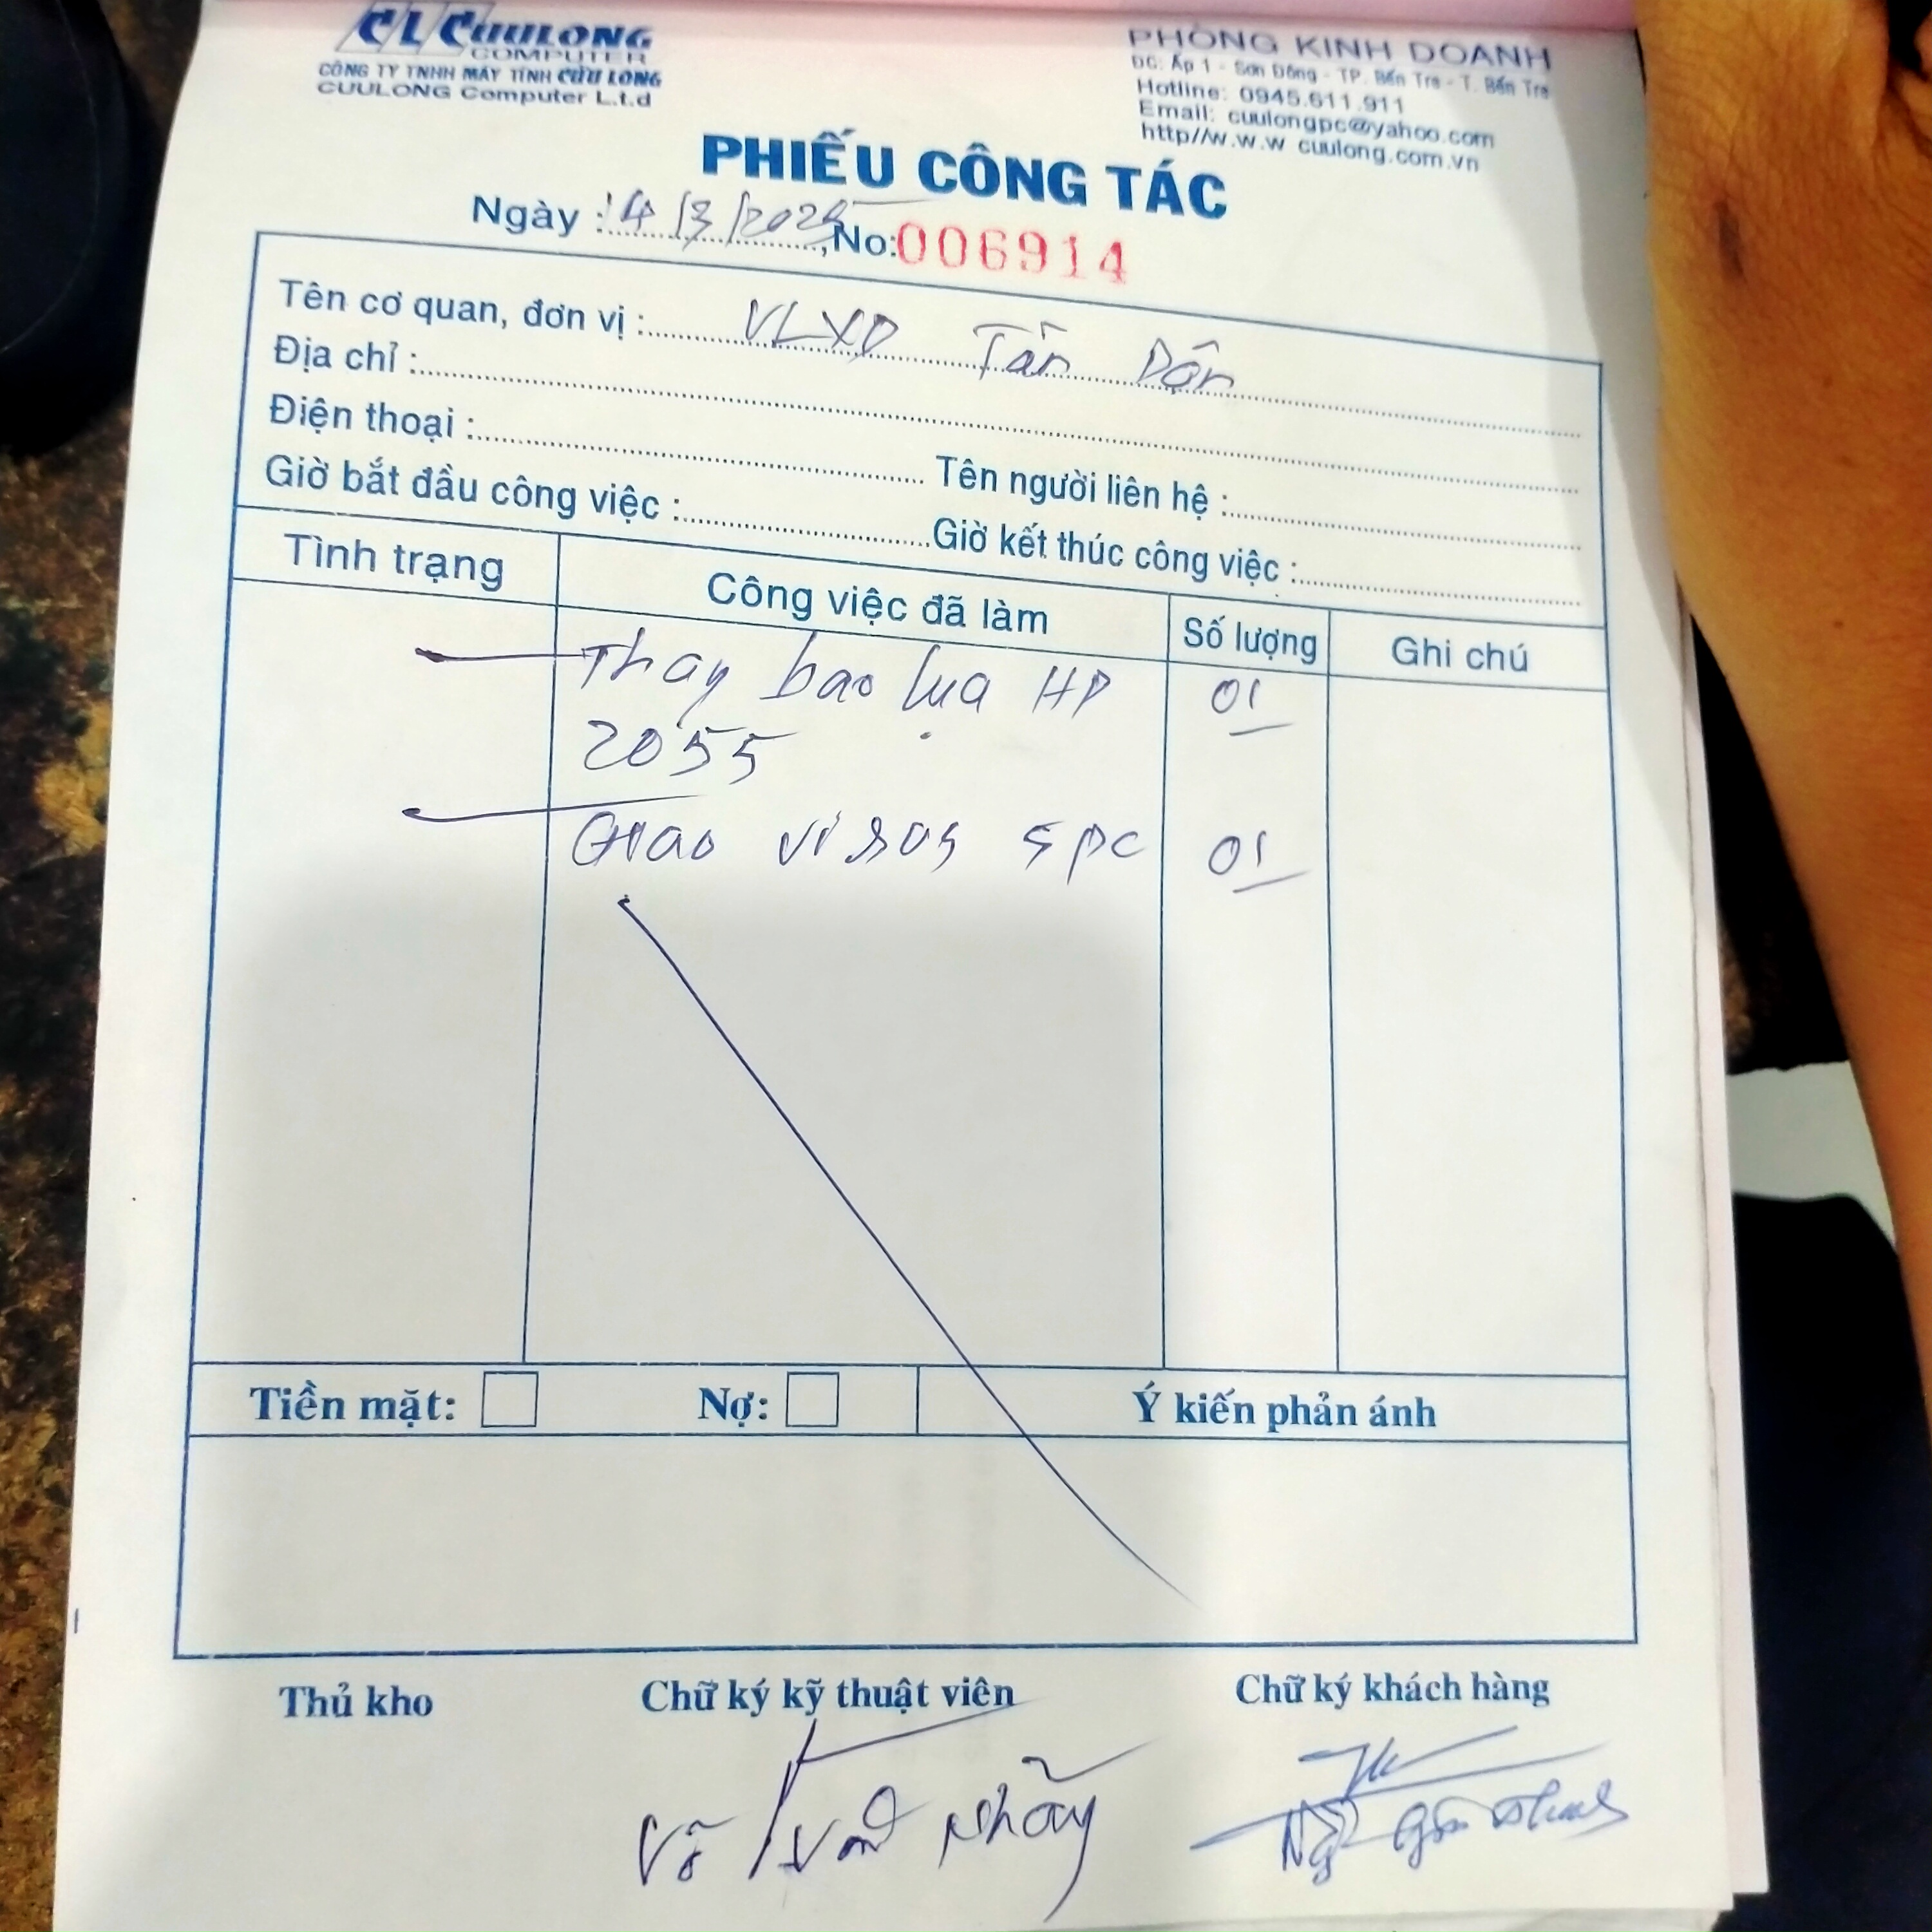 CL CUULONG
COMPUTER
CÔNG TY TNHH MÁY TÍNH CỬU LONG
CUULONG Computer L.t.d
PHÒNG KINH DOANH
ĐC: Ấp 1 - Sơn Đông - TP. Bến Tre - T. Bến Tre
Hotline: 0945.611.911
Email: cuulongpc@yahoo.com
http//w.w.w cuulong.com.vn
PHIẾU CÔNG TÁC
Ngày : 14/3/2025 No: 006914
Tên cơ quan, đơn vị : VLXD Tân Dân
Địa chỉ :
Điện thoại : Tên người liên hệ :
Giờ bắt đầu công việc : Giờ kết thúc công việc :
Tình trạng Công việc đã làm Số lượng Ghi chú
Thay bao lụa HP 01
2055
Giao virus 5pc 01
Tiền mặt: Nợ: Ý kiến phản ánh
Thủ kho Chữ ký kỹ thuật viên Chữ ký khách hàng
Võ